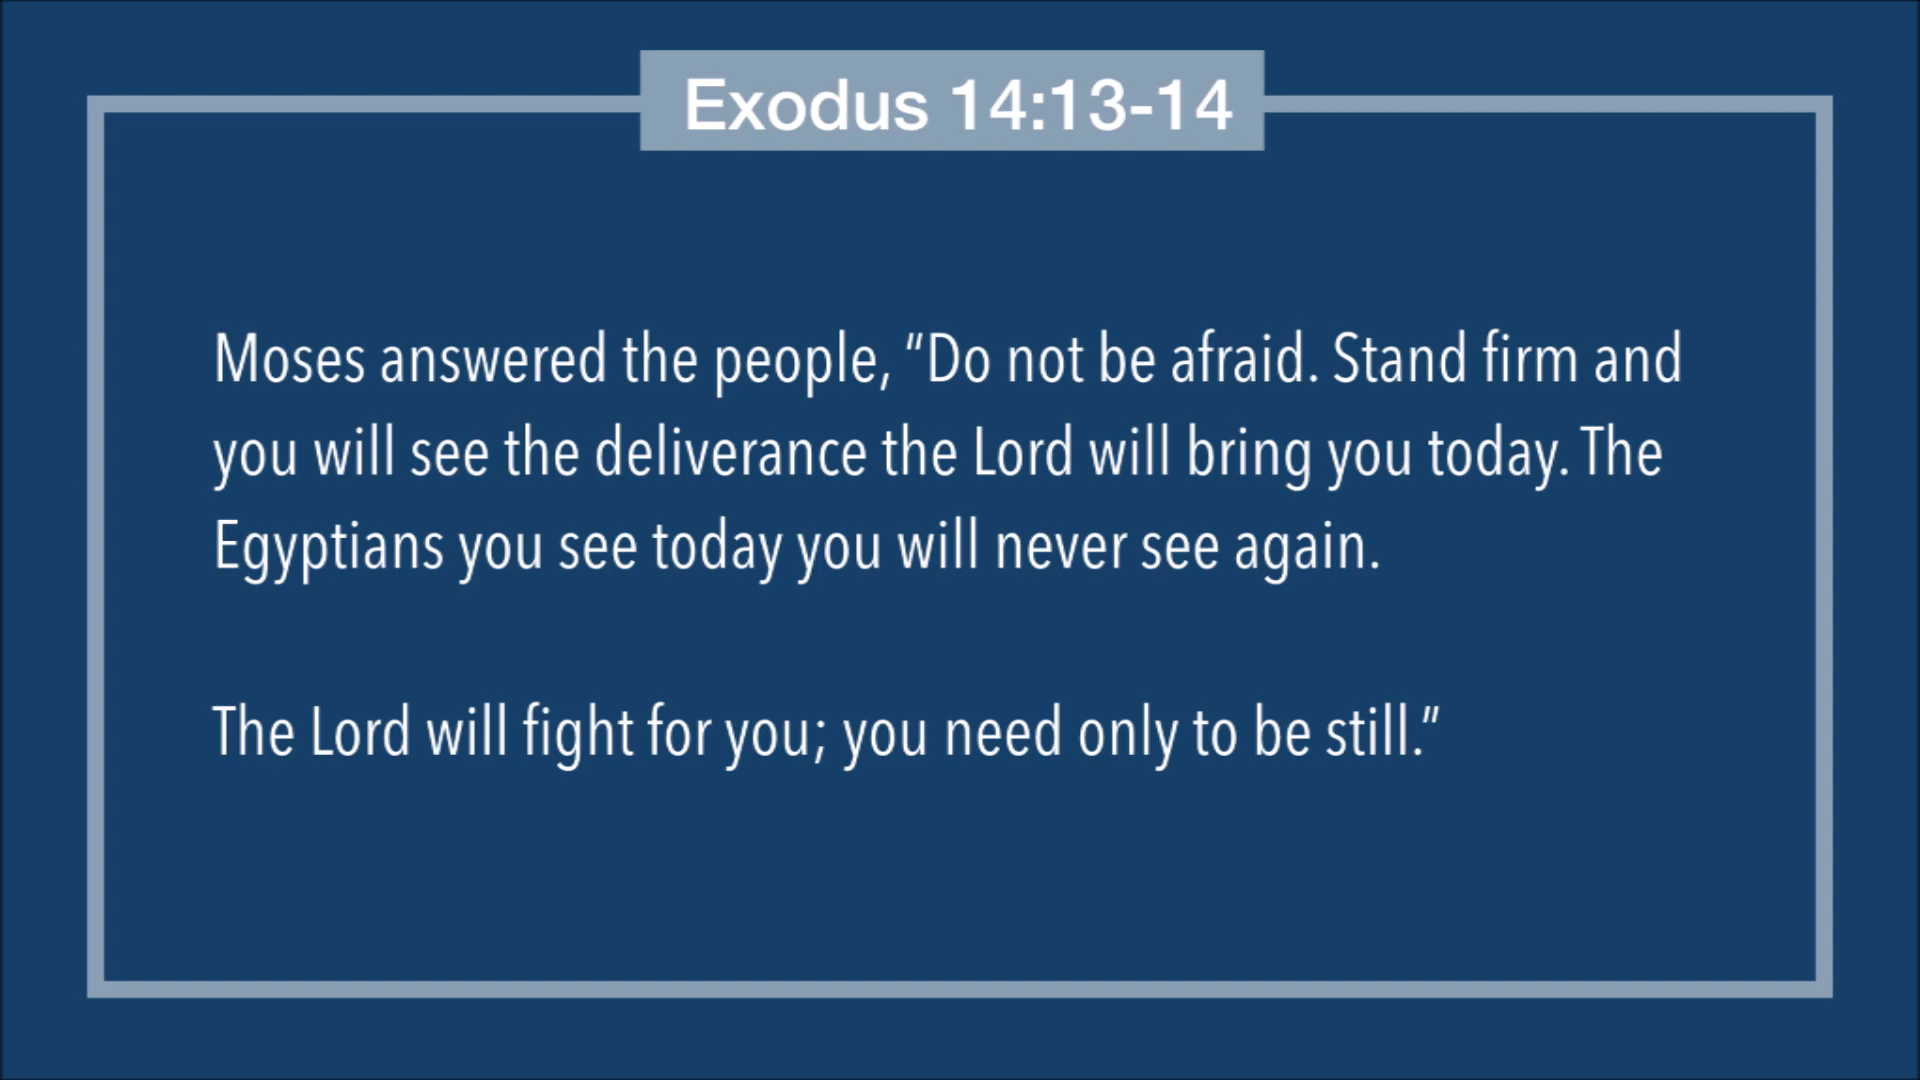 Exodus 14:13-14
Moses answered the people, “Do not be afraid. Stand firm and
you will see the deliverance the Lord will bring you today. The
Egyptians you see today you will never see again.
The Lord will fight for you; you need only to be still.”